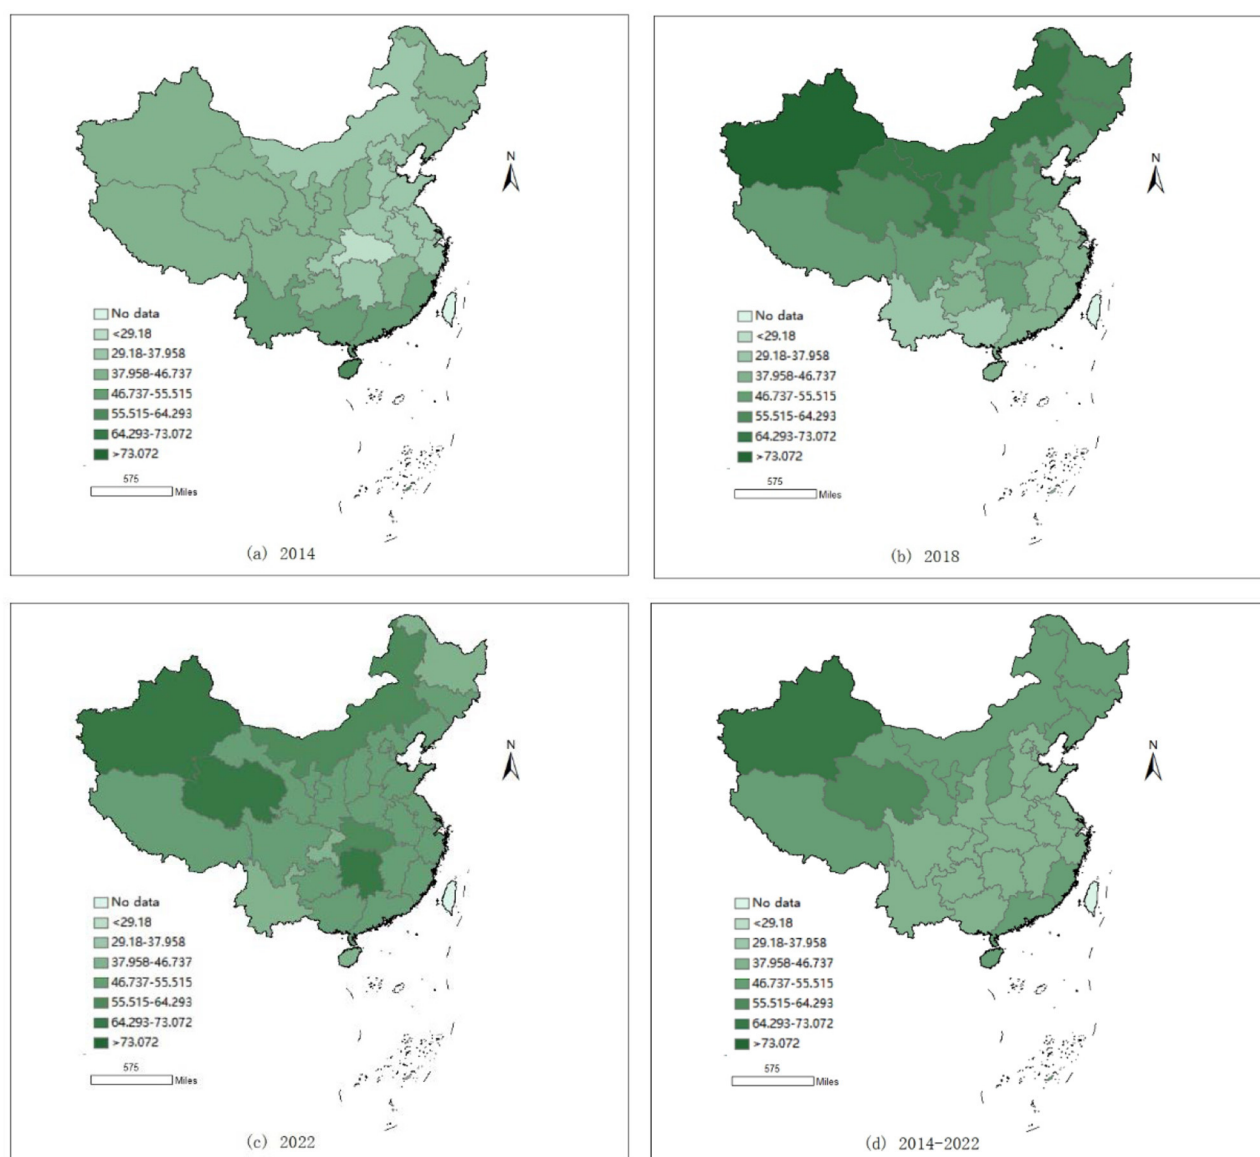 N
No data
<29.18
29.18-37.958
37.958-46.737
46.737-55.515
55.515-64.293
64.293-73.072
>73.072
575
Miles
(a) 2014
N
No data
<29.18
29.18-37.958
37.958-46.737
46.737-55.515
55.515-64.293
64.293-73.072
>73.072
575
Miles
(b) 2018
N
No data
<29.18
29.18-37.958
37.958-46.737
46.737-55.515
55.515-64.293
64.293-73.072
>73.072
575
Miles
(c) 2022
N
No data
<29.18
29.18-37.958
37.958-46.737
46.737-55.515
55.515-64.293
64.293-73.072
>73.072
575
Miles
(d) 2014-2022